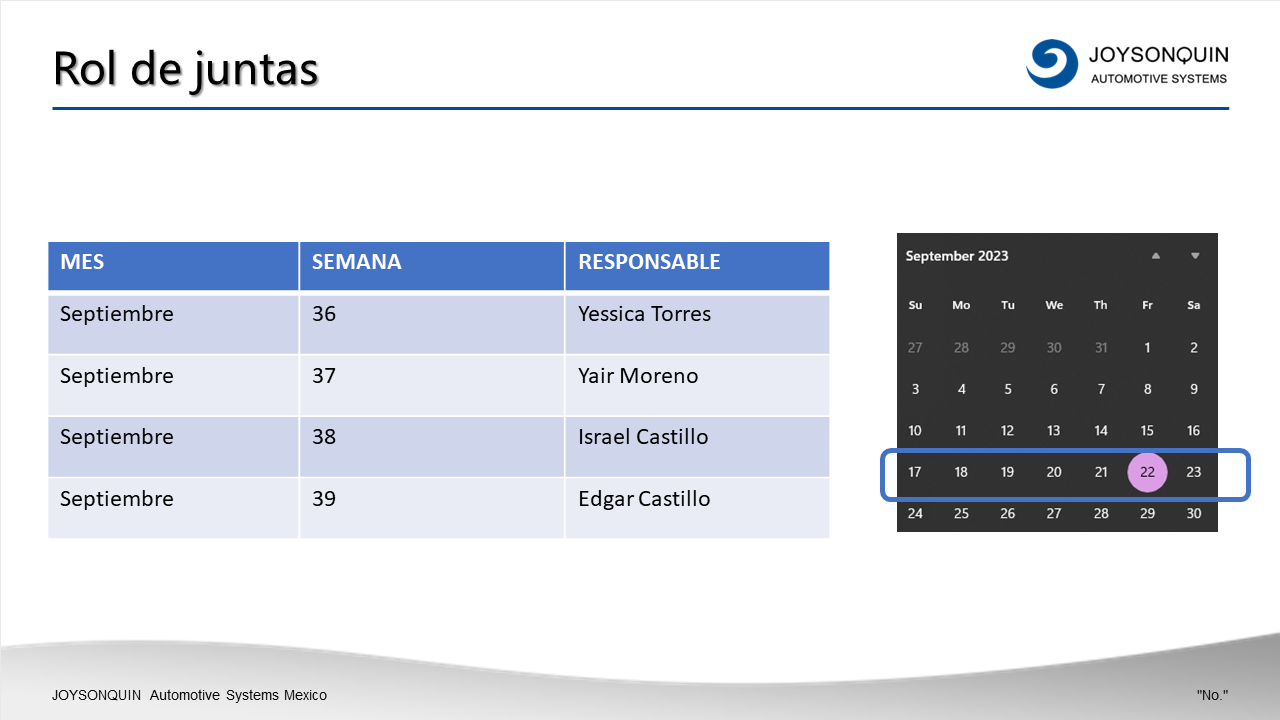 Rol de juntas
JOYSONQUIN
AUTOMOTIVE SYSTEMS
MES SEMANA RESPONSABLE
Septiembre 36 Yessica Torres
Septiembre 37 Yair Moreno
Septiembre 38 Israel Castillo
Septiembre 39 Edgar Castillo
September 2023
Su Mo Tu We Th Fr Sa
27 28 29 30 31 1 2
3 4 5 6 7 8 9
10 11 12 13 14 15 16
17 18 19 20 21 22 23
24 25 26 27 28 29 30
JOYSONQUIN Automotive Systems Mexico
"No."